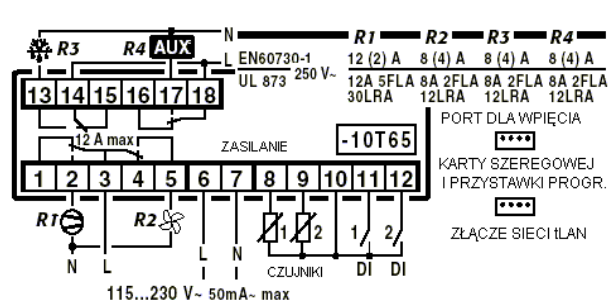 N R1 R2 R3 R4
R3 R4 AUX
L EN60730-1 12 (2) A 8 (4) A 8 (4) A 8 (4) A
UL 873 250 V~ 12A 5FLA 8A 2FLA 8A 2FLA 8A 2FLA
30LRA 12LRA 12LRA 12LRA
13 14 15 16 17 18
PORT DLA WPIĘCIA
12 A max
ZASILANIE
-10T65
KARTY SZEREGOWEJ
I PRZYSTAWKI PROGR.
1 2 3 4 5 6 7 8 9 10 11 12
R1 R2 1 2 1 2
ZŁĄCZE SIECI tLAN
N L L N CZUJNIKI DI DI
115...230 V~ 50mA~ max